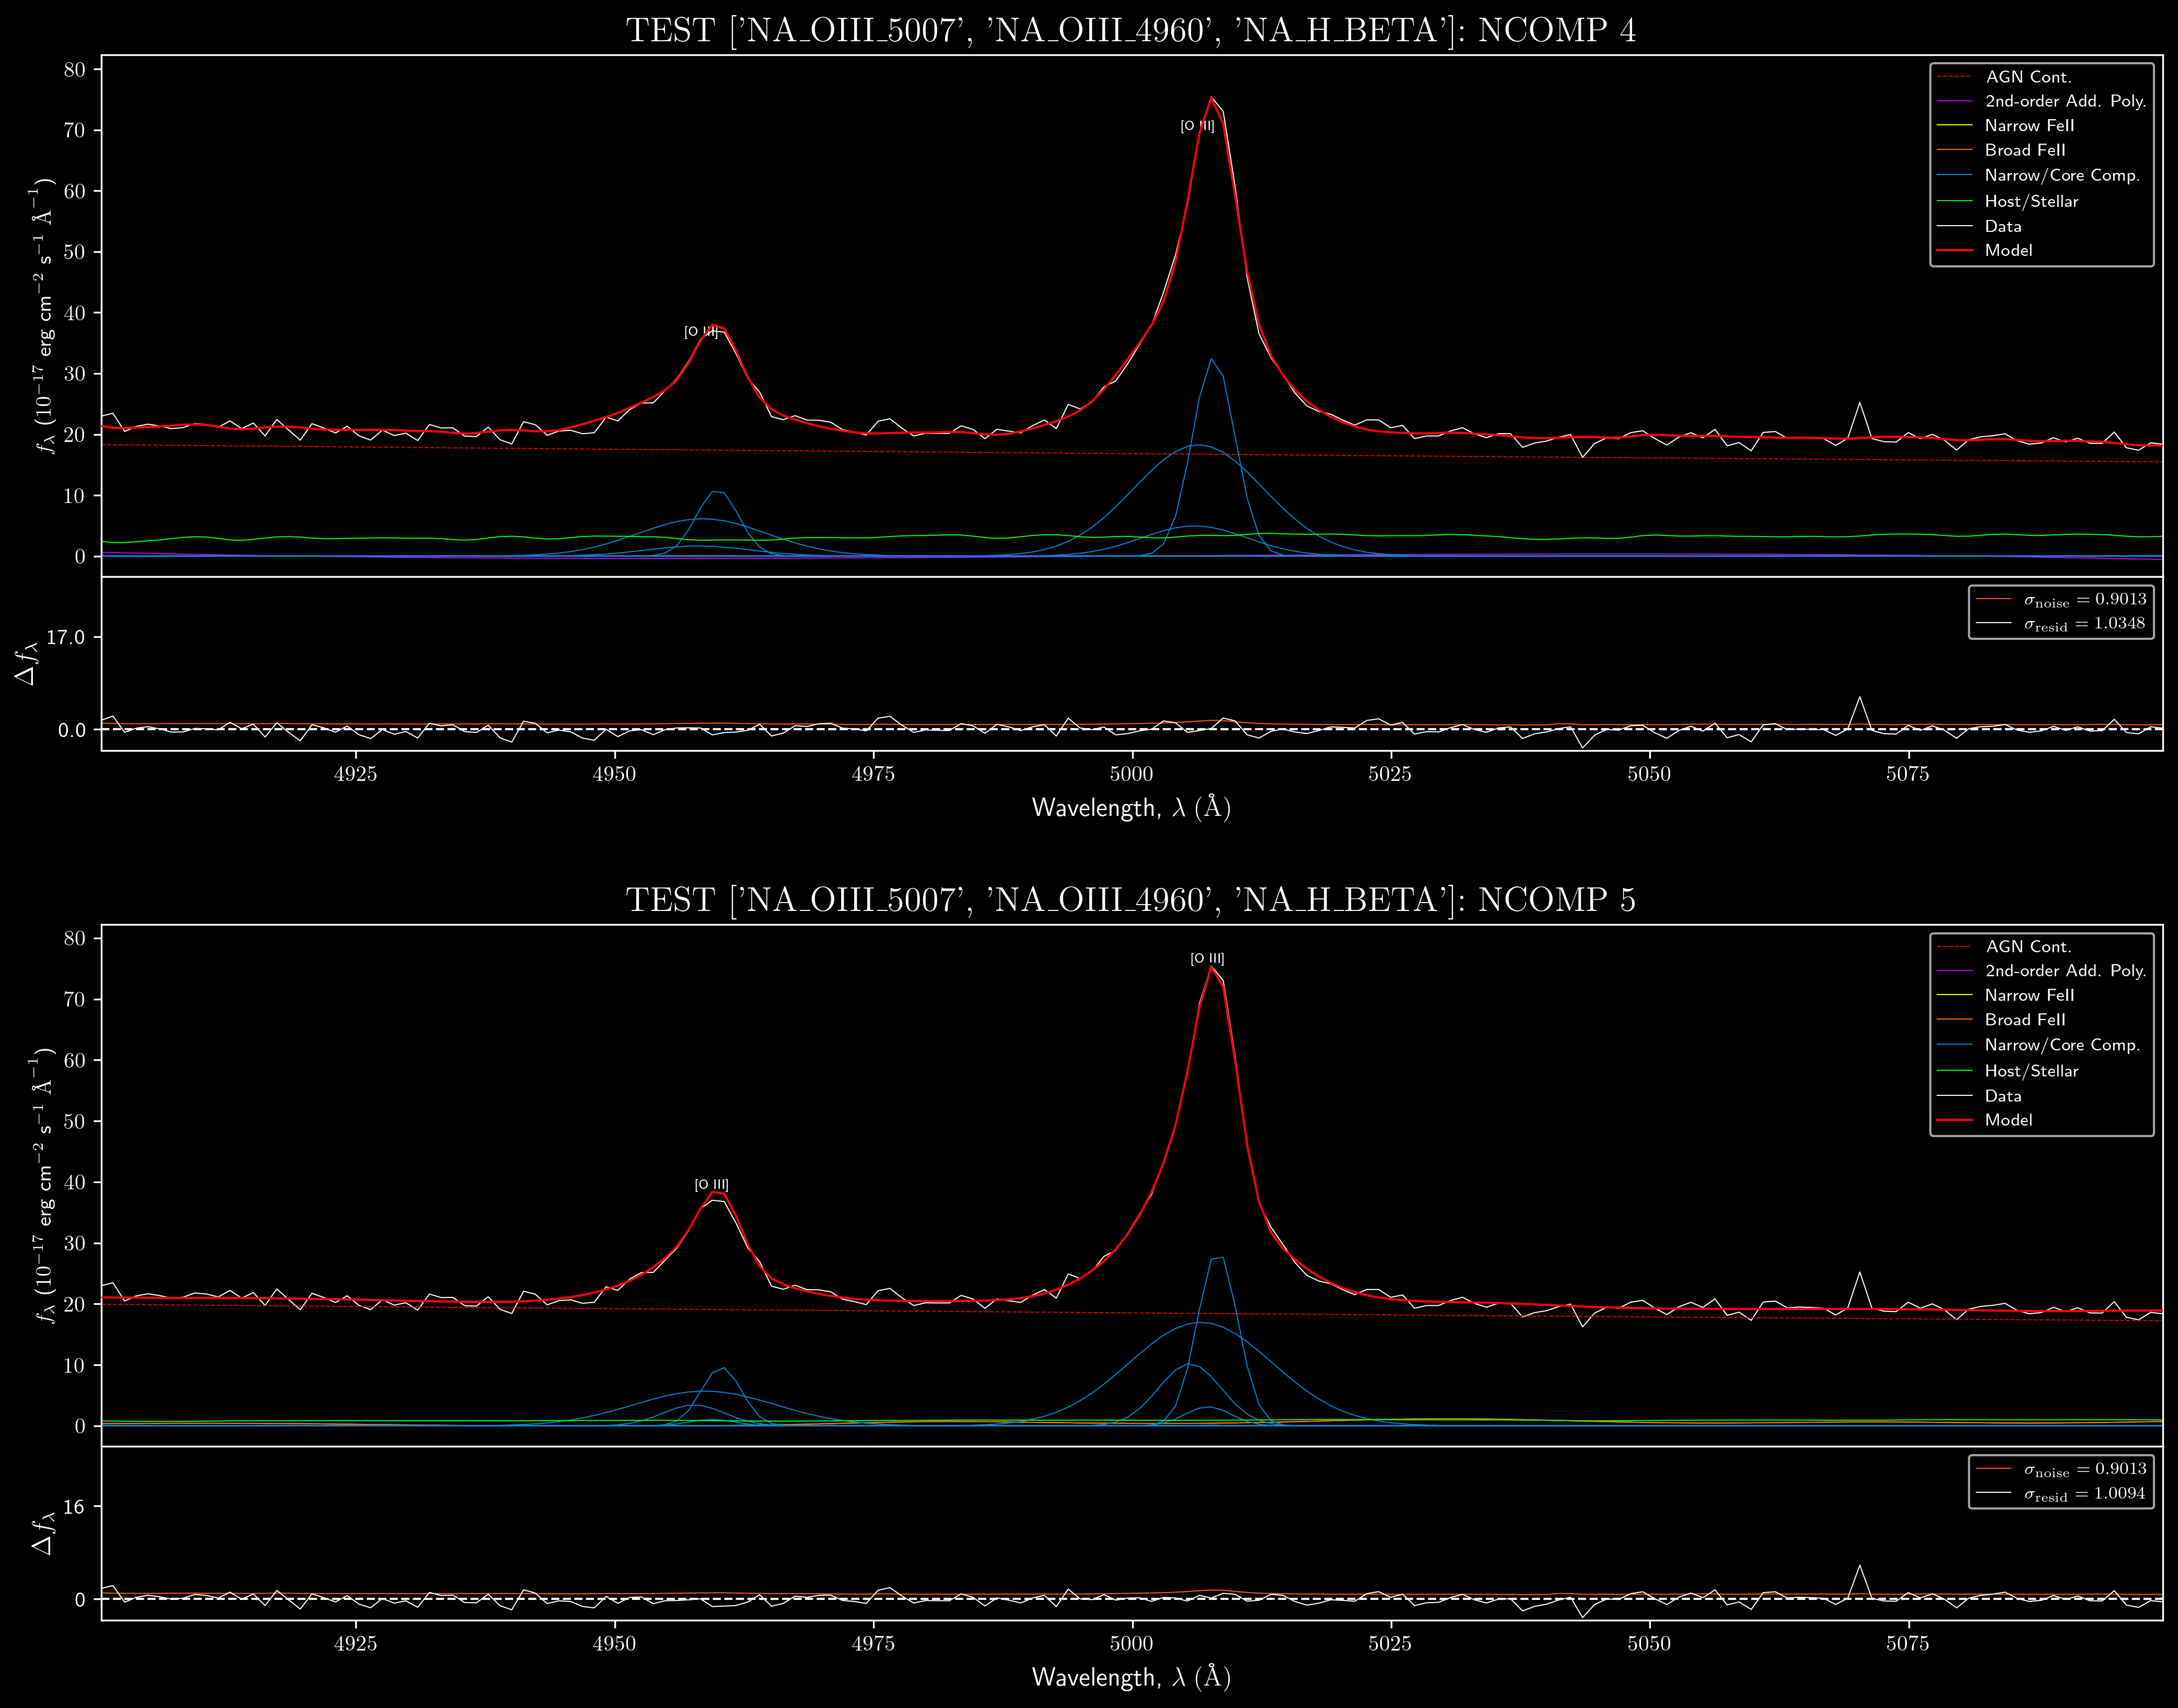 TEST ['NA_OIII_5007', 'NA_OIII_4960', 'NA_H_BETA']: NCOMP 4
80
70
60
50
40
30
20
10
0
f_λ (10⁻¹⁷ erg cm⁻² s⁻¹ Å⁻¹)
[O III]
[O III]
AGN Cont.
2nd-order Add. Poly.
Narrow FeII
Broad FeII
Narrow/Core Comp.
Host/Stellar
Data
Model
17.0
0.0
Δf_λ
σ_noise = 0.9013
σ_resid = 1.0348
4925 4950 4975 5000 5025 5050 5075
Wavelength, λ (Å)
TEST ['NA_OIII_5007', 'NA_OIII_4960', 'NA_H_BETA']: NCOMP 5
80
70
60
50
40
30
20
10
0
f_λ (10⁻¹⁷ erg cm⁻² s⁻¹ Å⁻¹)
[O III]
[O III]
AGN Cont.
2nd-order Add. Poly.
Narrow FeII
Broad FeII
Narrow/Core Comp.
Host/Stellar
Data
Model
16
0
Δf_λ
σ_noise = 0.9013
σ_resid = 1.0094
4925 4950 4975 5000 5025 5050 5075
Wavelength, λ (Å)